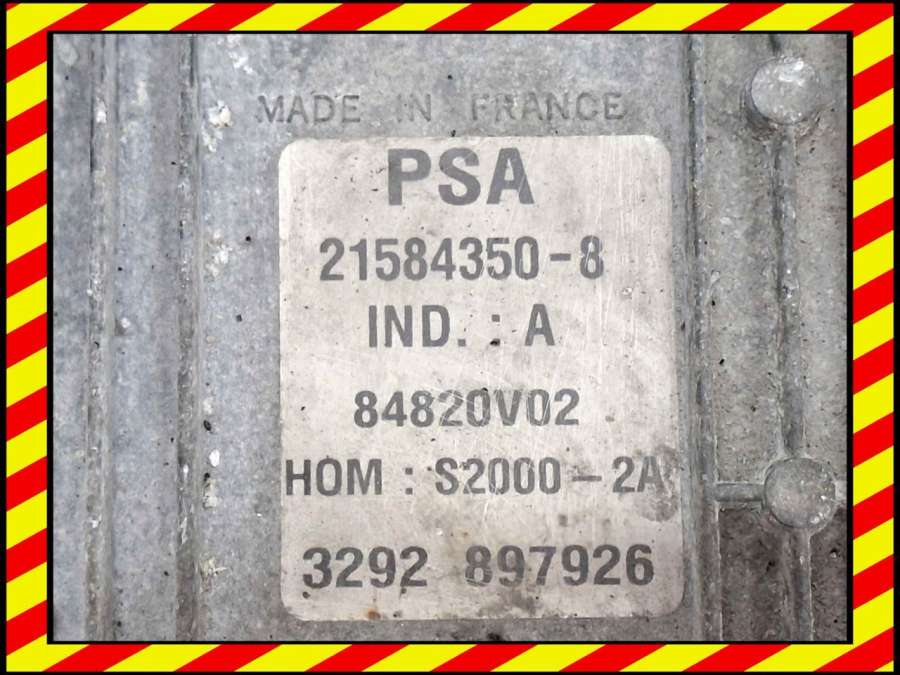 MADE IN FRANCE
PSA
21584350-8
IND. : A
84820V02
HOM : S2000-2A
3292 897926